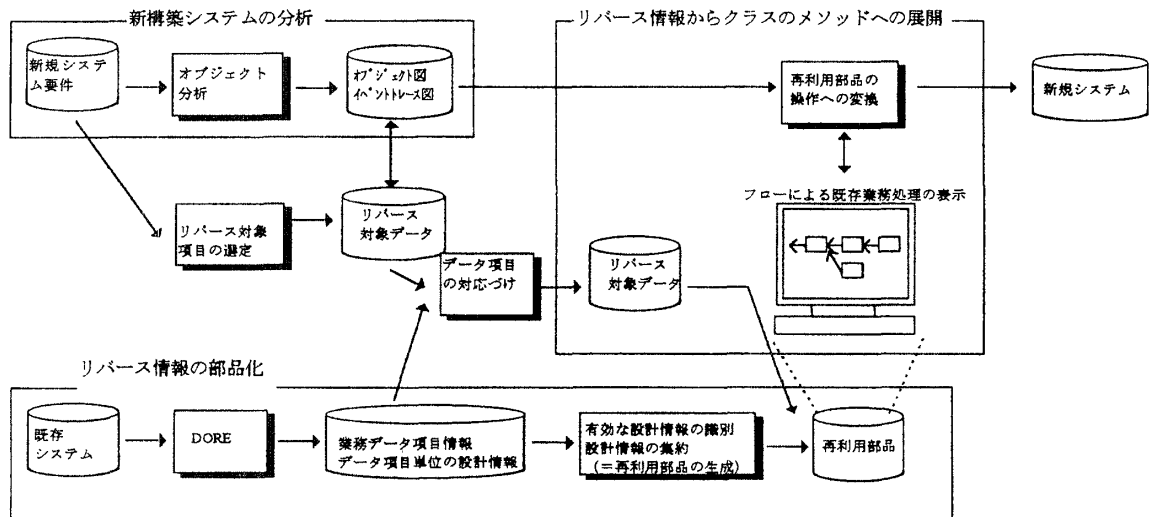 新構築システムの分析
新規システ
ム要件
オブジェクト
分析
オブジェクト図
イベントトレース図
リバース対象
項目の選定
リバース
対象データ
データ項目
の対応づけ
リバース情報からクラスのメソッドへの展開
再利用部品の
操作への変換
新規システム
フローによる既存業務処理の表示
リバース
対象データ
リバース情報の部品化
既存
システム
DORE
業務データ項目情報
データ項目単位の設計情報
有効な設計情報の識別
設計情報の集約
(=再利用部品の生成)
再利用部品